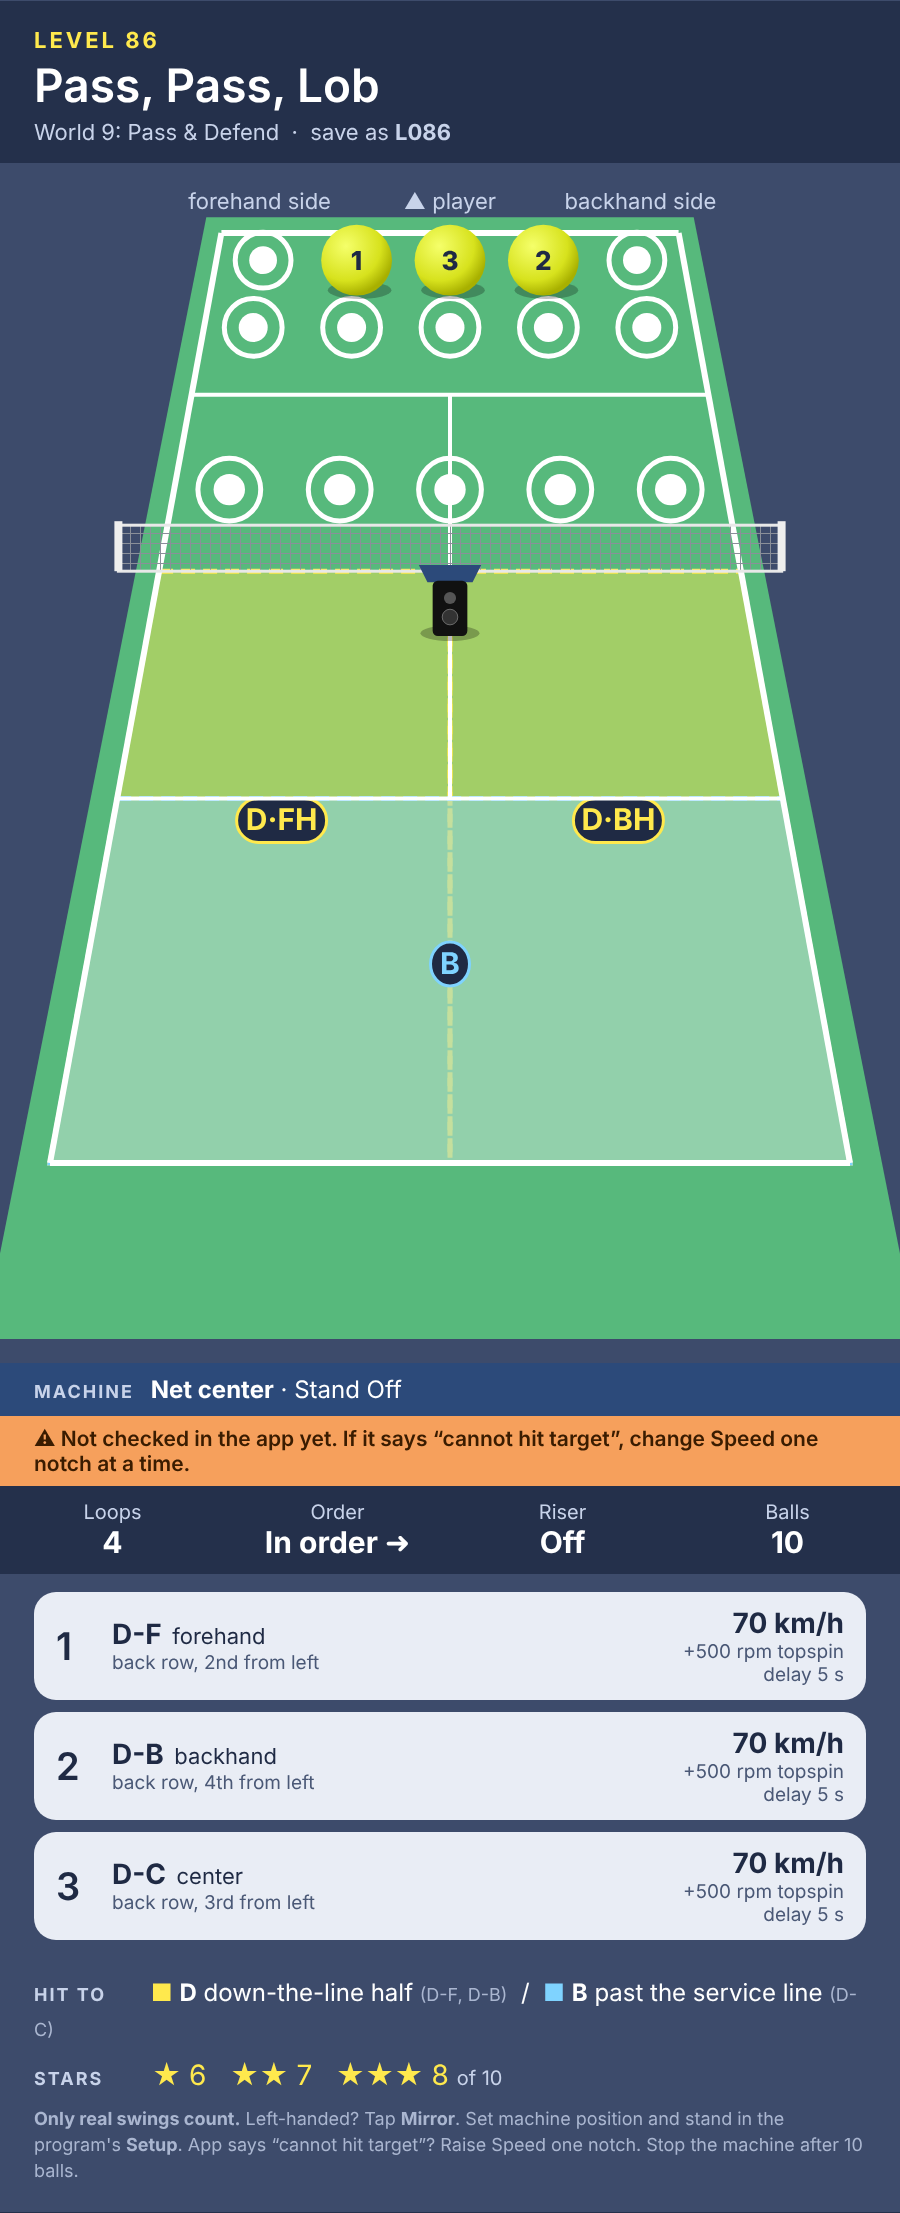 LEVEL 86
Pass, Pass, Lob
World 9: Pass & Defend · save as L086
forehand side ▲ player backhand side
1 3 2
D·FH D·BH
B
MACHINE Net center · Stand Off
⚠ Not checked in the app yet. If it says “cannot hit target”, change Speed one
notch at a time.
Loops Order Riser Balls
4 In order ➜ Off 10
1 D-F forehand 70 km/h
back row, 2nd from left +500 rpm topspin
delay 5 s
2 D-B backhand 70 km/h
back row, 4th from left +500 rpm topspin
delay 5 s
3 D-C center 70 km/h
back row, 3rd from left +500 rpm topspin
delay 5 s
HIT TO D down-the-line half (D-F, D-B) / B past the service line (D-
C)
STARS ★ 6 ★★ 7 ★★★ 8 of 10
Only real swings count. Left-handed? Tap Mirror. Set machine position and stand in the
program's Setup. App says “cannot hit target”? Raise Speed one notch. Stop the machine after 10
balls.